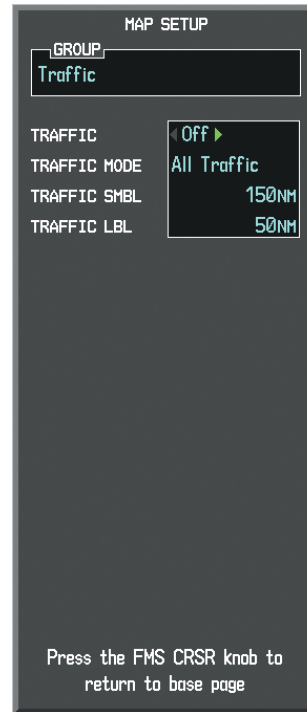 MAP SETUP
GROUP
Traffic
TRAFFIC Off
TRAFFIC MODE All Traffic
TRAFFIC SMBL 150NM
TRAFFIC LBL 50NM
Press the FMS CRSR knob to
return to base page